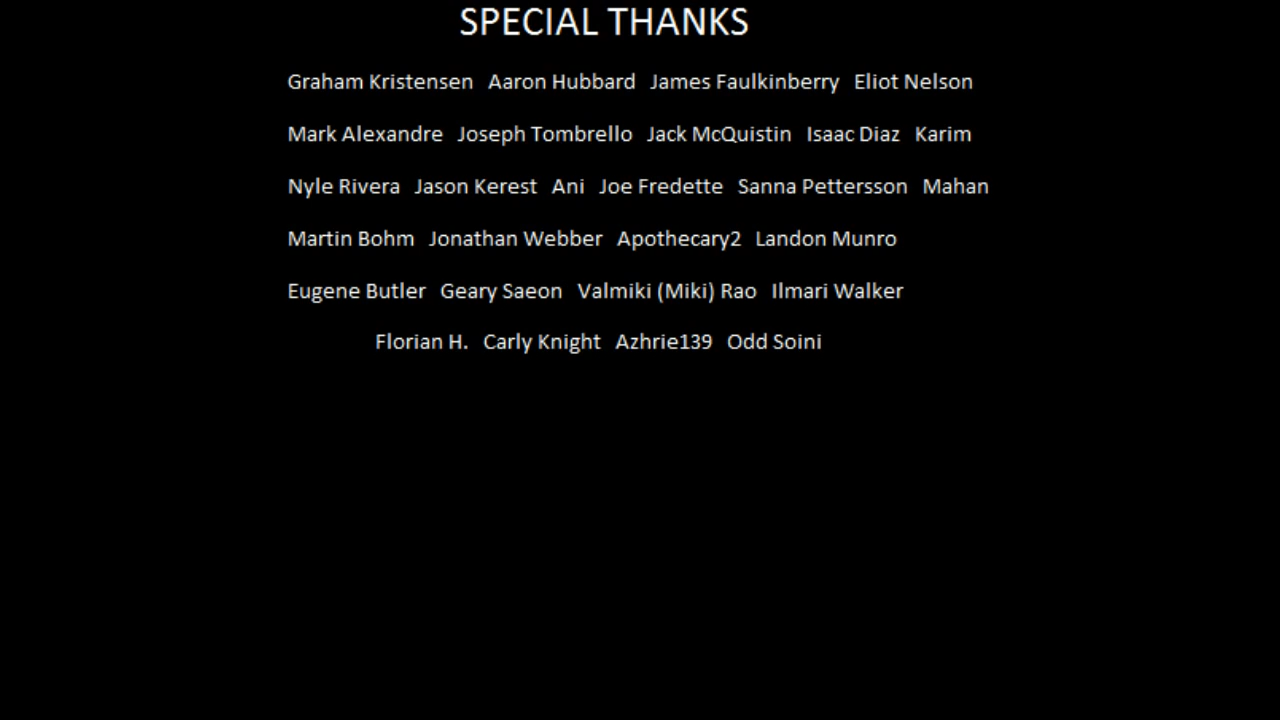 SPECIAL THANKS
Graham Kristensen Aaron Hubbard James Faulkinberry Eliot Nelson
Mark Alexandre Joseph Tombrello Jack McQuistin Isaac Diaz Karim
Nyle Rivera Jason Kerest Ani Joe Fredette Sanna Pettersson Mahan
Martin Bohm Jonathan Webber Apothecary2 Landon Munro
Eugene Butler Geary Saeon Valmiki (Miki) Rao Ilmari Walker
Florian H. Carly Knight Azhrie139 Odd Soini